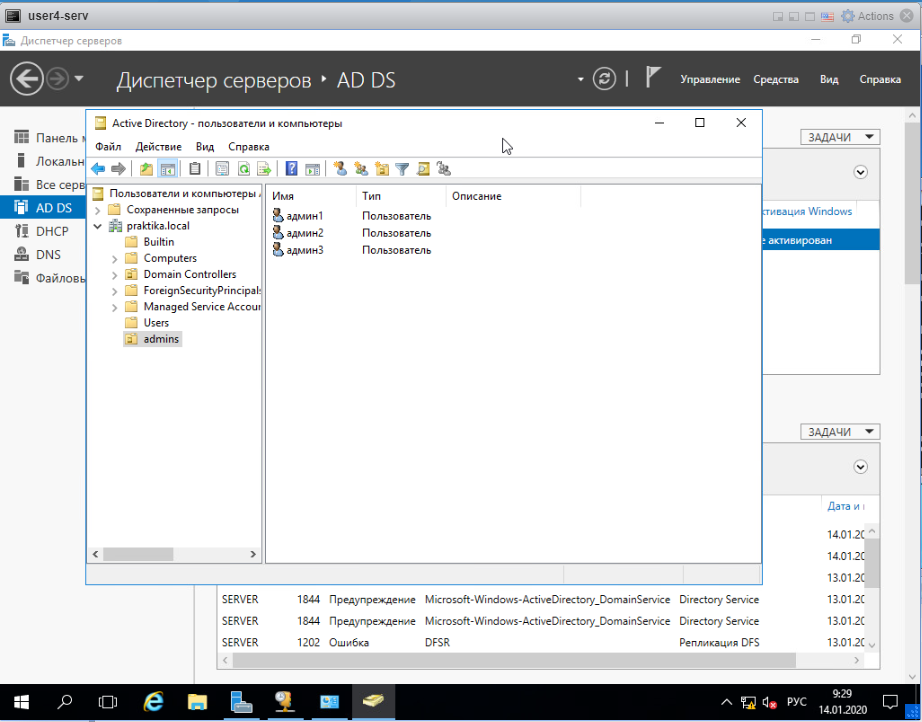 user4-serv
Actions
Диспетчер серверов
Диспетчер серверов
AD DS
Управление
Средства
Вид
Справка
Active Directory - пользователи и компьютеры
Файл
Действие
Вид
Справка
Пользователи и компьютеры
Сохраненные запросы
praktika.local
Builtin
Computers
Domain Controllers
ForeignSecurityPrincipals
Managed Service Accour
Users
admins
Имя
Тип
Описание
админ1
Пользователь
админ2
Пользователь
админ3
Пользователь
Панель
Локальн
Все серв
AD DS
DHCP
DNS
Файловы
ЗАДАЧИ
ктивация Windows
е активирован
ЗАДАЧИ
Дата и
14.01.20
14.01.20
13.01.20
SERVER 1844 Предупреждение Microsoft-Windows-ActiveDirectory_DomainService Directory Service 13.01.20
SERVER 1844 Предупреждение Microsoft-Windows-ActiveDirectory_DomainService Directory Service 13.01.20
SERVER 1202 Ошибка DFSR Репликация DFS 13.01.20
РУС
9:29
14.01.2020